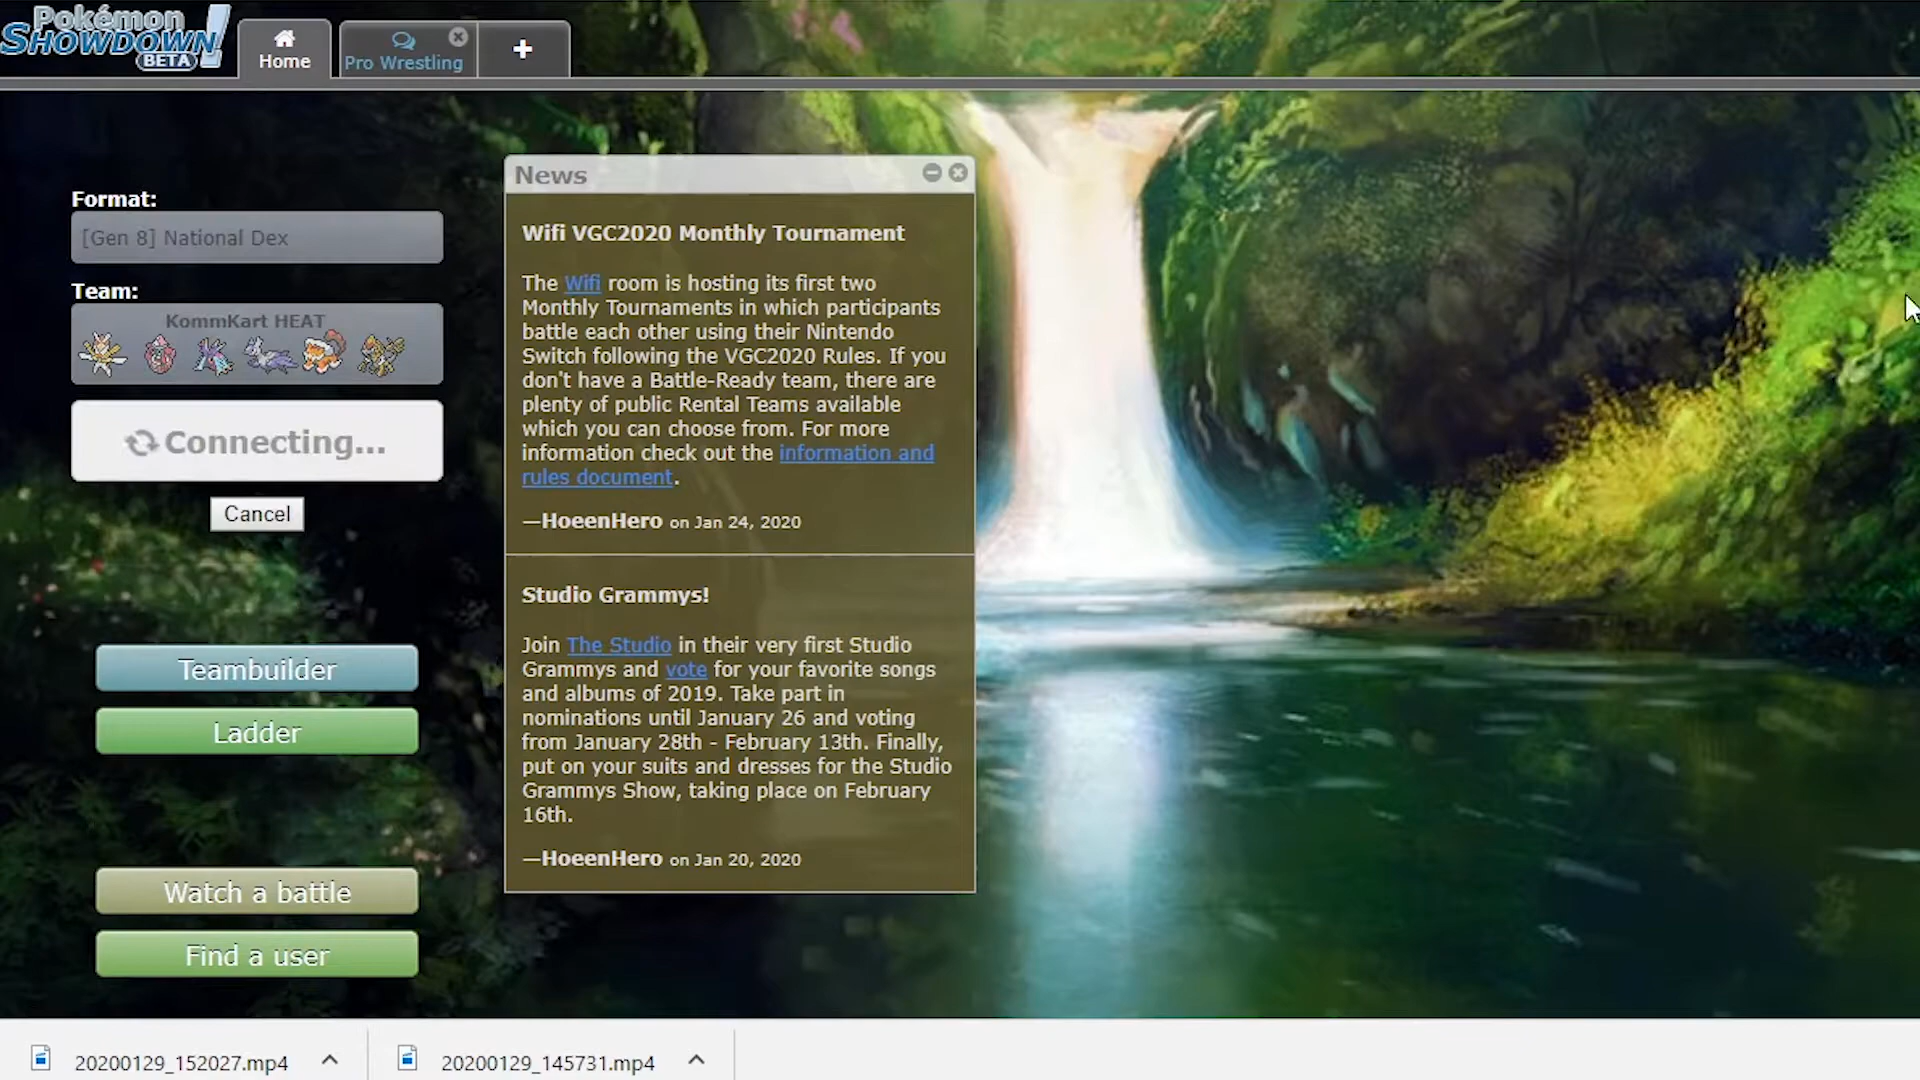 Pokémon
SHOWDOWN!
BETA
Home
Pro Wrestling
Format:
[Gen 8] National Dex
Team:
KommKart HEAT
Connecting...
Cancel
Teambuilder
Ladder
Watch a battle
Find a user
News
Wifi VGC2020 Monthly Tournament
The Wifi room is hosting its first two
Monthly Tournaments in which participants
battle each other using their Nintendo
Switch following the VGC2020 Rules. If you
don't have a Battle-Ready team, there are
plenty of public Rental Teams available
which you can choose from. For more
information check out the information and
rules document.
—HoeenHero on Jan 24, 2020
Studio Grammys!
Join The Studio in their very first Studio
Grammys and vote for your favorite songs
and albums of 2019. Take part in
nominations until January 26 and voting
from January 28th - February 13th. Finally,
put on your suits and dresses for the Studio
Grammys Show, taking place on February
16th.
—HoeenHero on Jan 20, 2020
20200129_152027.mp4
20200129_145731.mp4